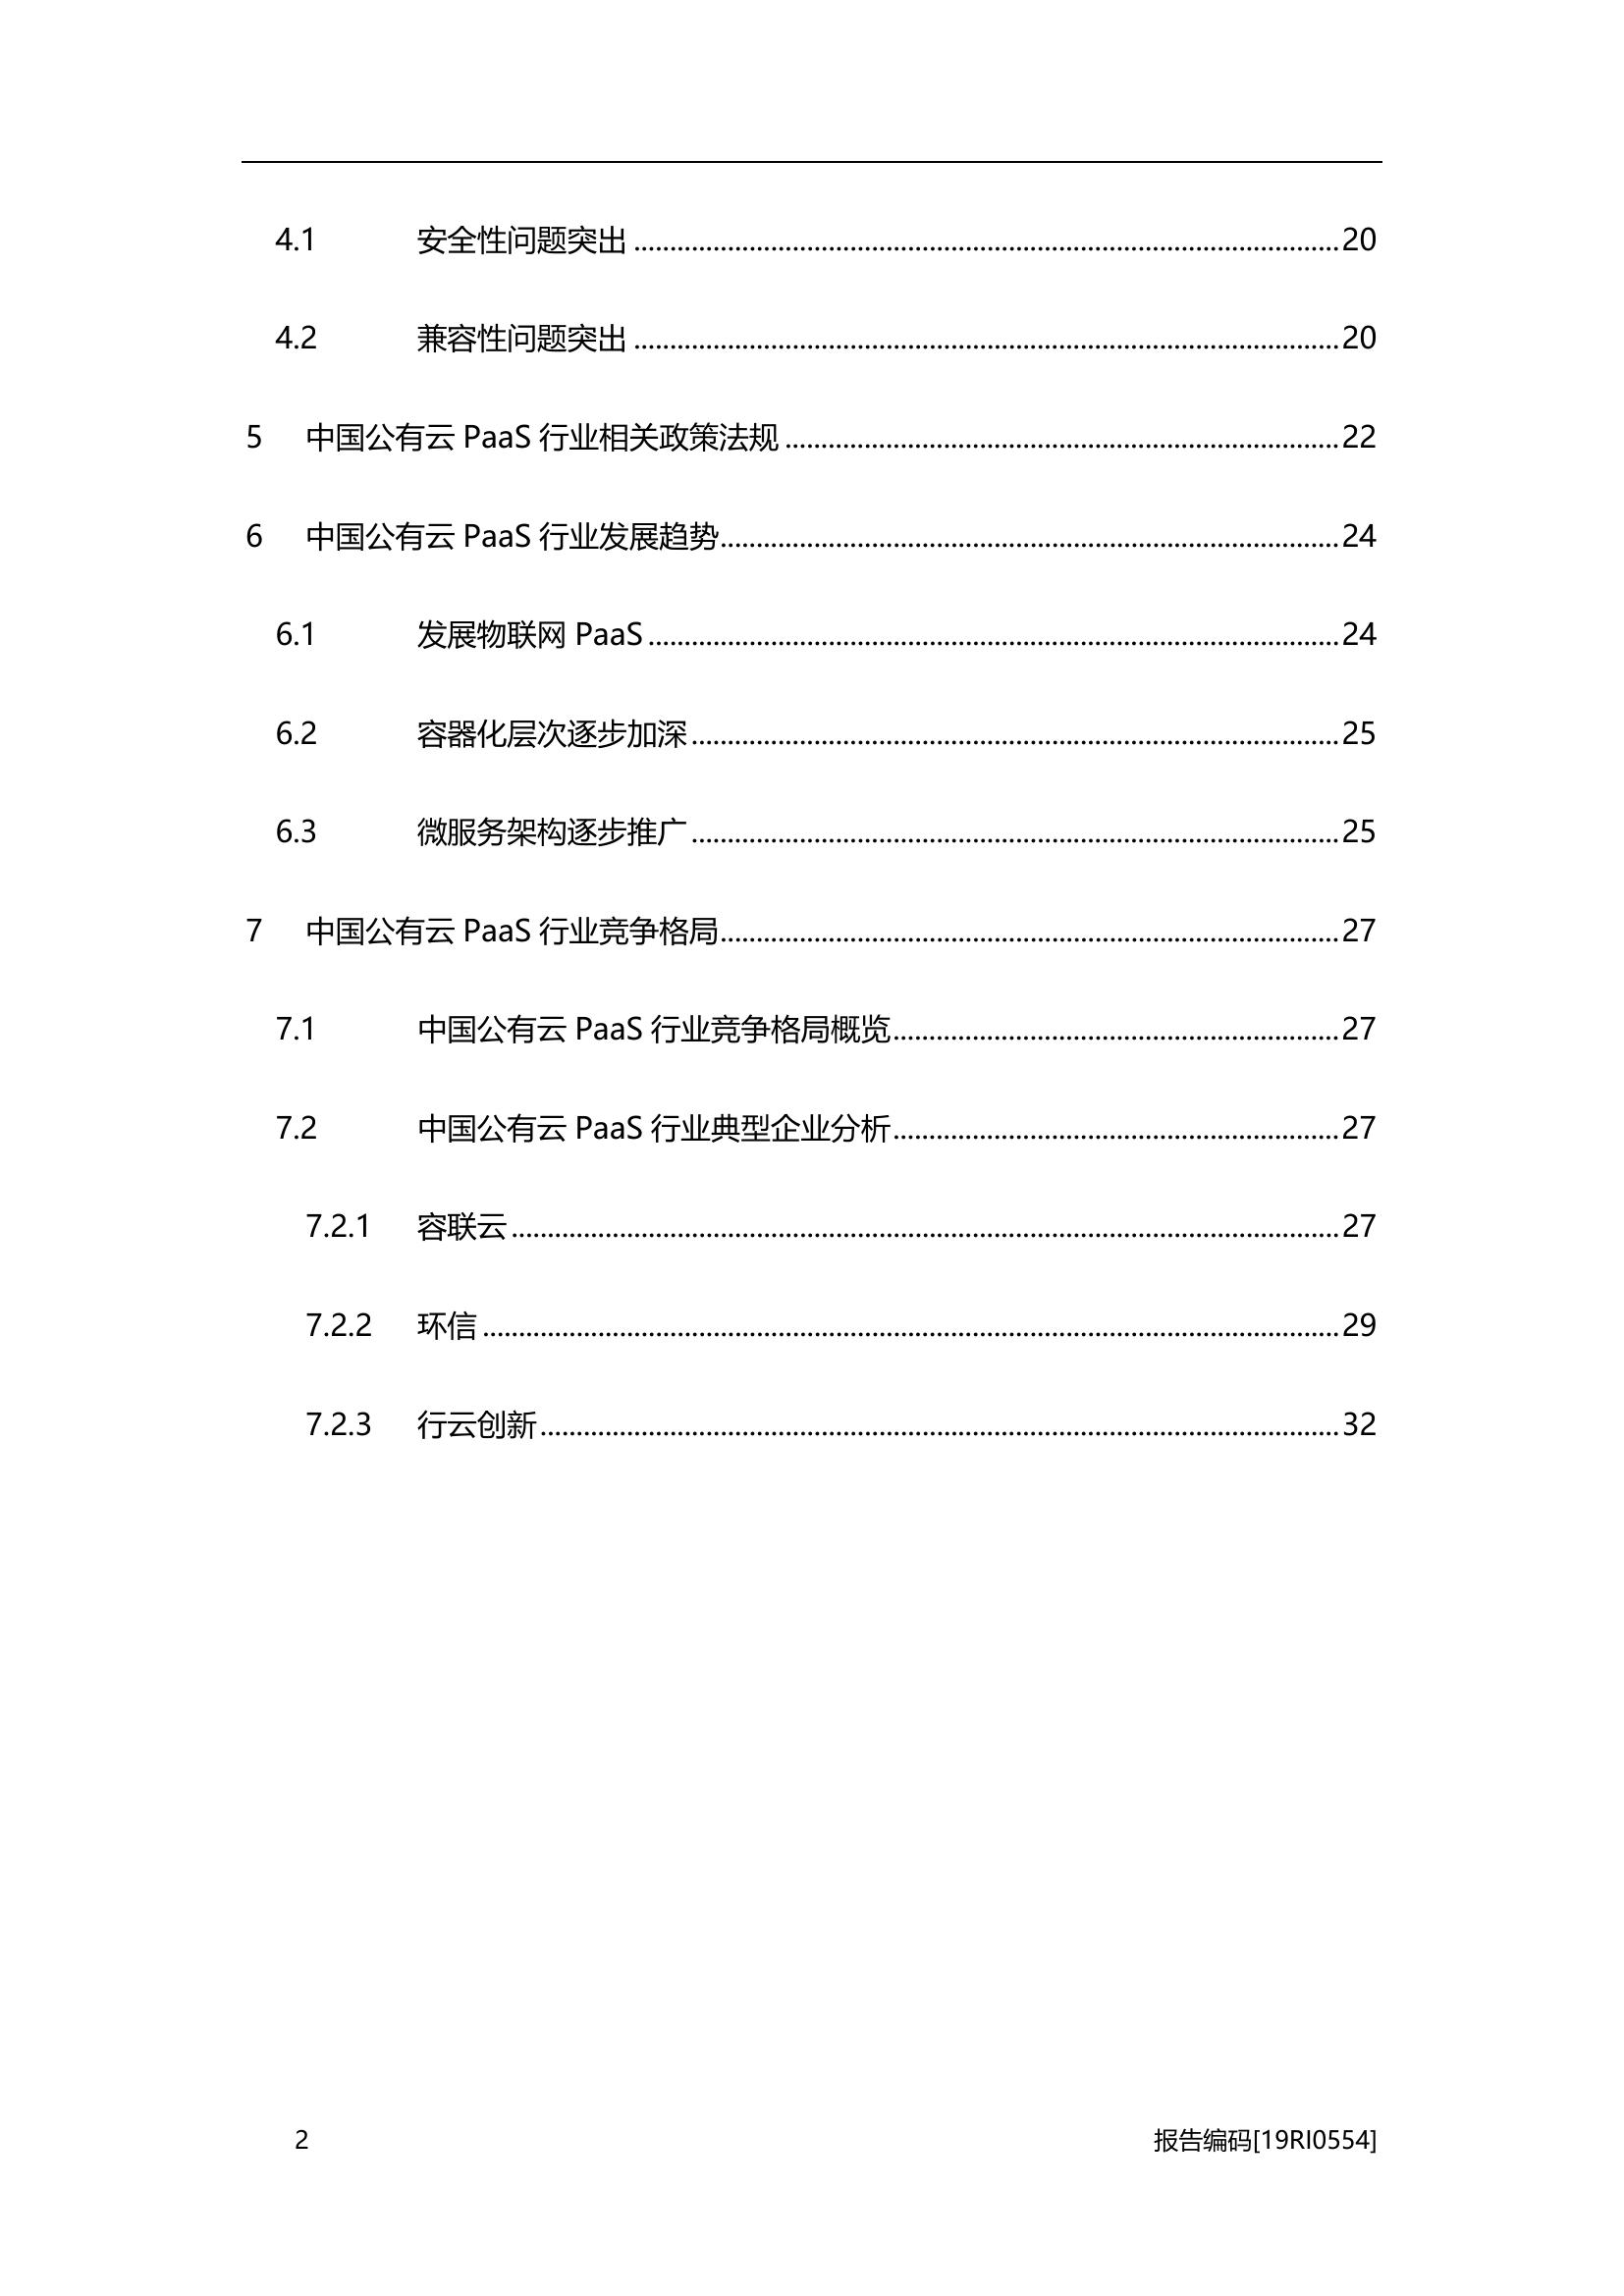 4.1 安全性问题突出 ........ 20
4.2 兼容性问题突出 ........ 20
5 中国公有云 PaaS 行业相关政策法规 ........ 22
6 中国公有云 PaaS 行业发展趋势 ........ 24
6.1 发展物联网 PaaS ........ 24
6.2 容器化层次逐步加深 ........ 25
6.3 微服务架构逐步推广 ........ 25
7 中国公有云 PaaS 行业竞争格局 ........ 27
7.1 中国公有云 PaaS 行业竞争格局概览 ........ 27
7.2 中国公有云 PaaS 行业典型企业分析 ........ 27
7.2.1 容联云 ........ 27
7.2.2 环信 ........ 29
7.2.3 行云创新 ........ 32
2 报告编码[19RI0554]